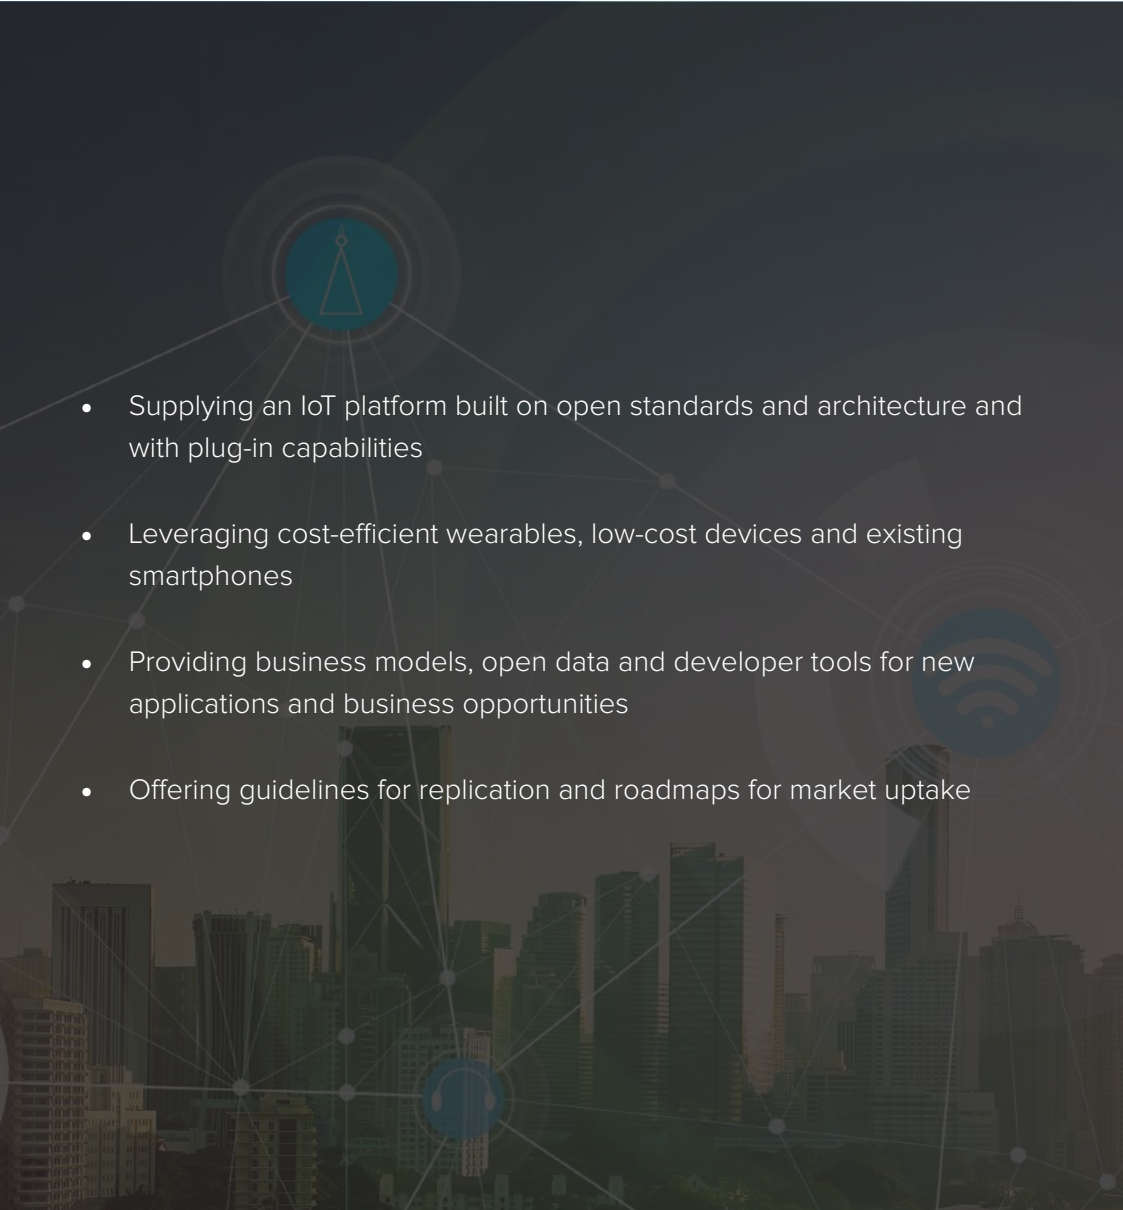 • Supplying an IoT platform built on open standards and architecture and
with plug-in capabilities
• Leveraging cost-efficient wearables, low-cost devices and existing
smartphones
• Providing business models, open data and developer tools for new
applications and business opportunities
• Offering guidelines for replication and roadmaps for market uptake